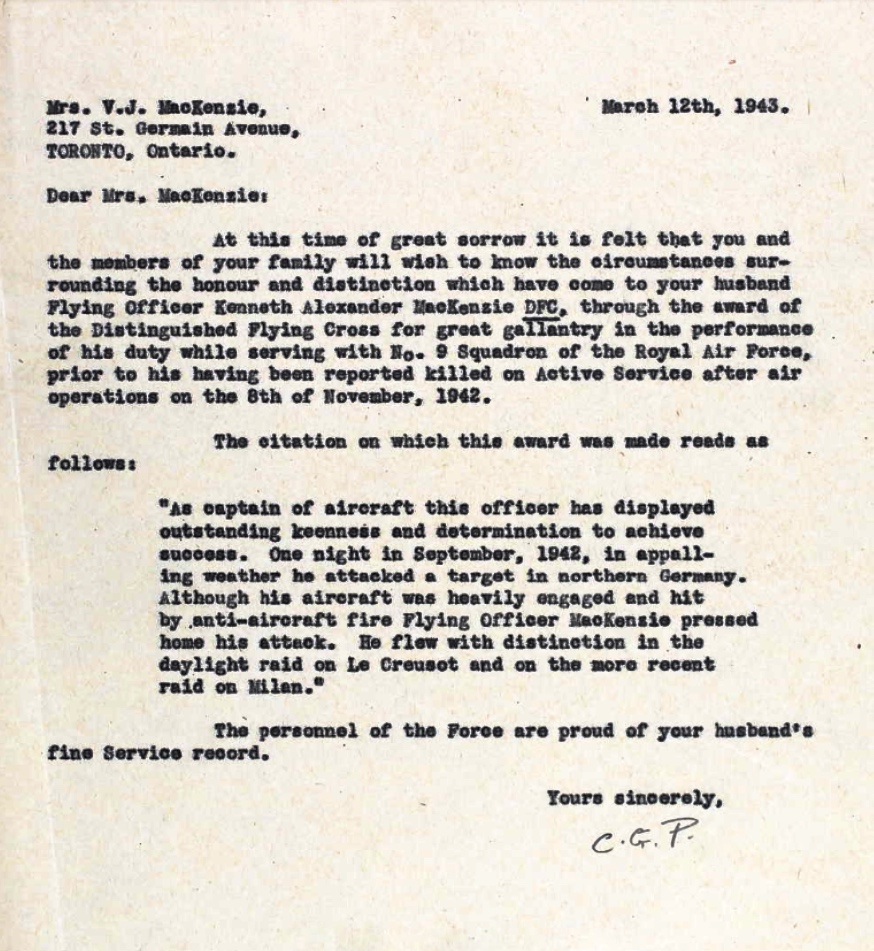 Mrs. V.J. MacKenzie, March 12th, 1943.
217 St. Germain Avenue,
TORONTO, Ontario.
Dear Mrs. MacKenzie:
At this time of great sorrow it is felt that you and
the members of your family will wish to know the circumstances sur-
rounding the honour and distinction which have come to your husband
Flying Officer Kenneth Alexander MacKenzie DFC, through the award of
the Distinguished Flying Cross for great gallantry in the performance
of his duty while serving with No. 9 Squadron of the Royal Air Force,
prior to his having been reported killed on Active Service after air
operations on the 8th of November, 1942.
The citation on which this award was made reads as
follows:
"As captain of aircraft this officer has displayed
outstanding keenness and determination to achieve
success. One night in September, 1942, in appall-
ing weather he attacked a target in northern Germany.
Although his aircraft was heavily engaged and hit
by anti-aircraft fire Flying Officer MacKenzie pressed
home his attack. He flew with distinction in the
daylight raid on Le Creusot and on the more recent
raid on Milan."
The personnel of the Force are proud of your husband's
fine Service record.
Yours sincerely,
C.G.P.